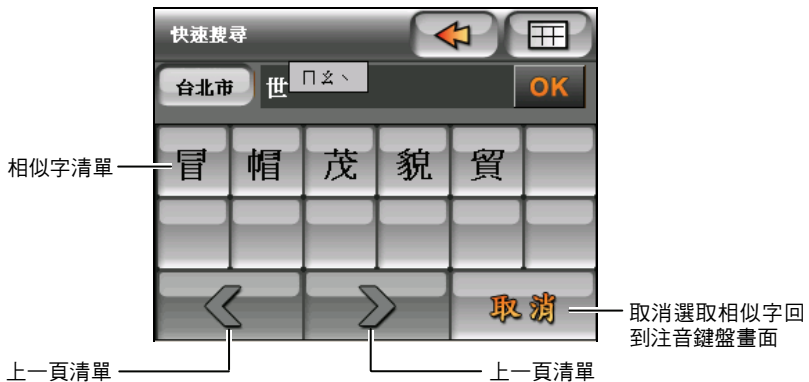 快速搜尋
台北市 世 ㄇㄠˋ OK
相似字清單
冒 帽 茂 貌 貿
取消
取消選取相似字回
到注音鍵盤畫面
上一頁清單 上一頁清單